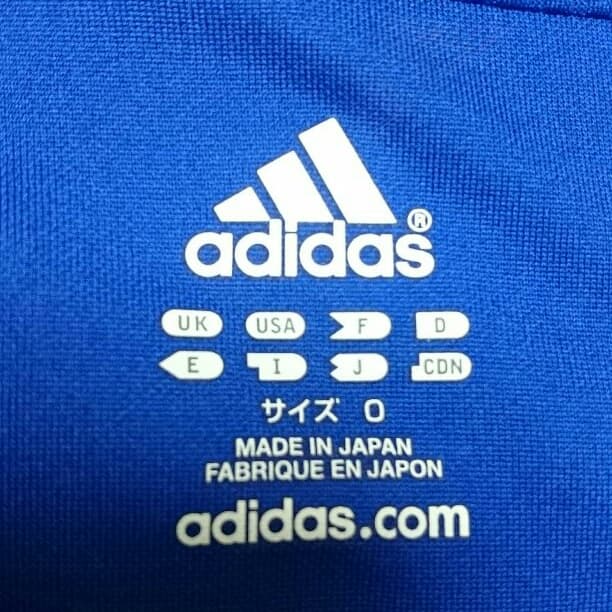 adidas®
UK USA F D
E I J CDN
サイズ O
MADE IN JAPAN
FABRIQUE EN JAPON
adidas.com